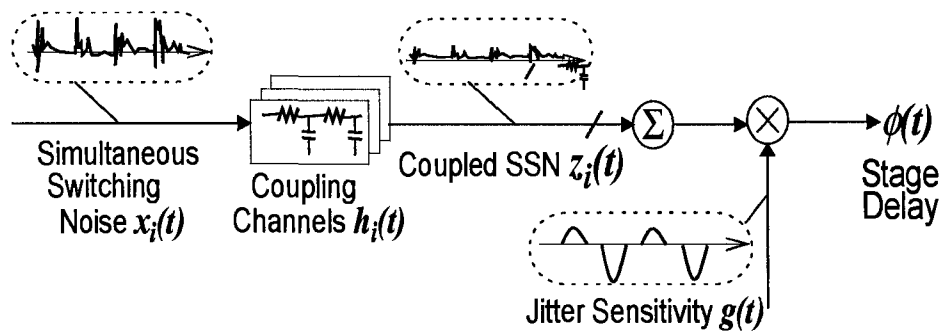 Simultaneous
Switching
Noise x_i(t)
Coupling
Channels h_i(t)
Coupled SSN z_i(t)
Σ
×
ϕ(t)
Stage
Delay
Jitter Sensitivity g(t)